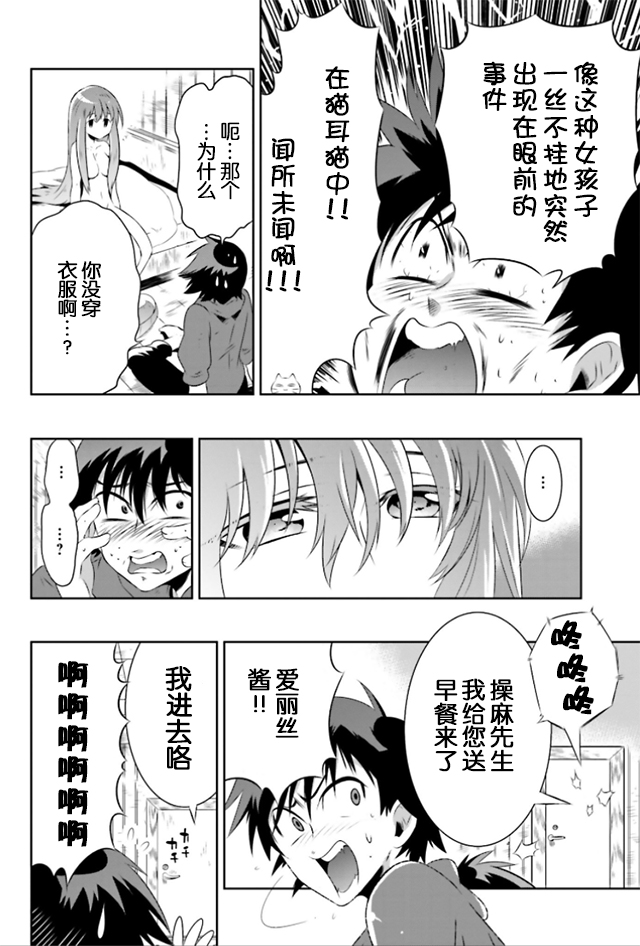 像这种女孩子
一丝不挂地突然
出现在眼前的
事件
在猫耳猫中!!
闻所未闻啊!!!
呃…那个
…为什么
你没穿
衣服啊…?
…
…
…?
咚
咚
咚
操麻先生
我给您送
早餐来了
爱丽丝
酱!!
我进去咯
ガチ
ガチ
啊啊啊啊啊啊